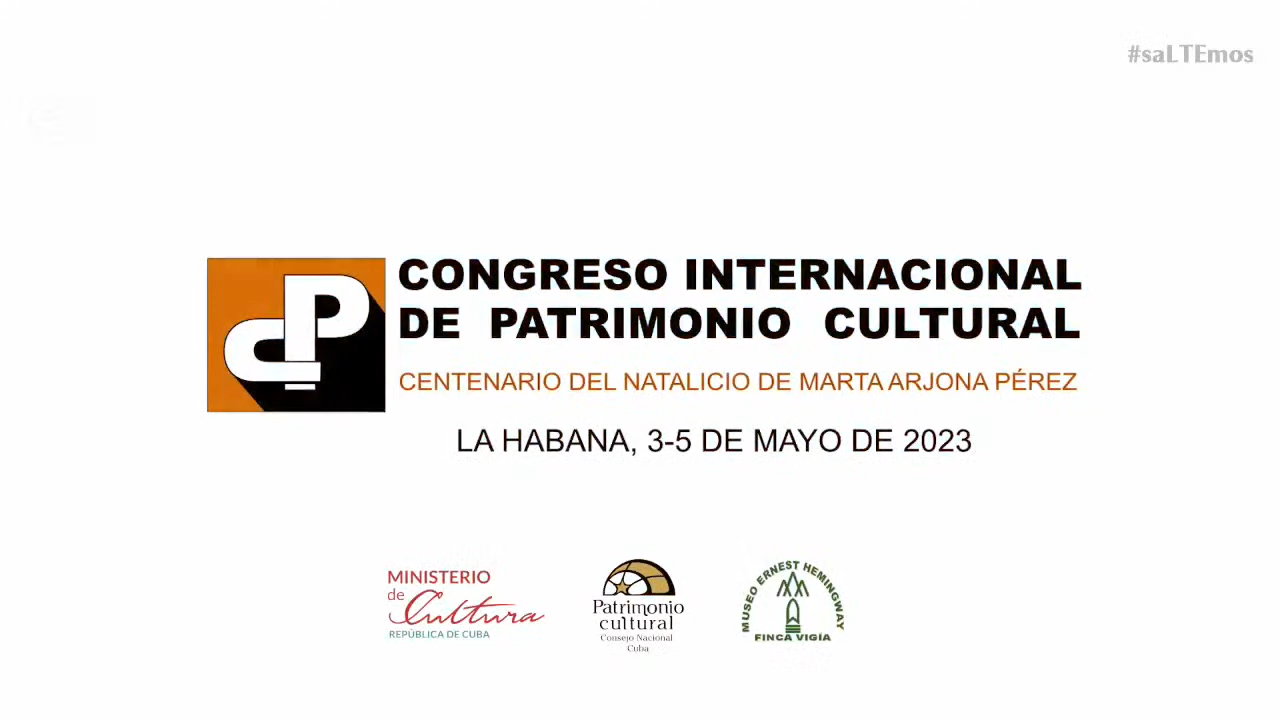 #saLTEmos
CP
CONGRESO INTERNACIONAL
DE PATRIMONIO CULTURAL
CENTENARIO DEL NATALICIO DE MARTA ARJONA PÉREZ
LA HABANA, 3-5 DE MAYO DE 2023
MINISTERIO
de
Cultura
REPÚBLICA DE CUBA
Patrimonio
cultural
Consejo Nacional
Cuba
MUSEO ERNEST HEMINGWAY
FINCA VIGÍA